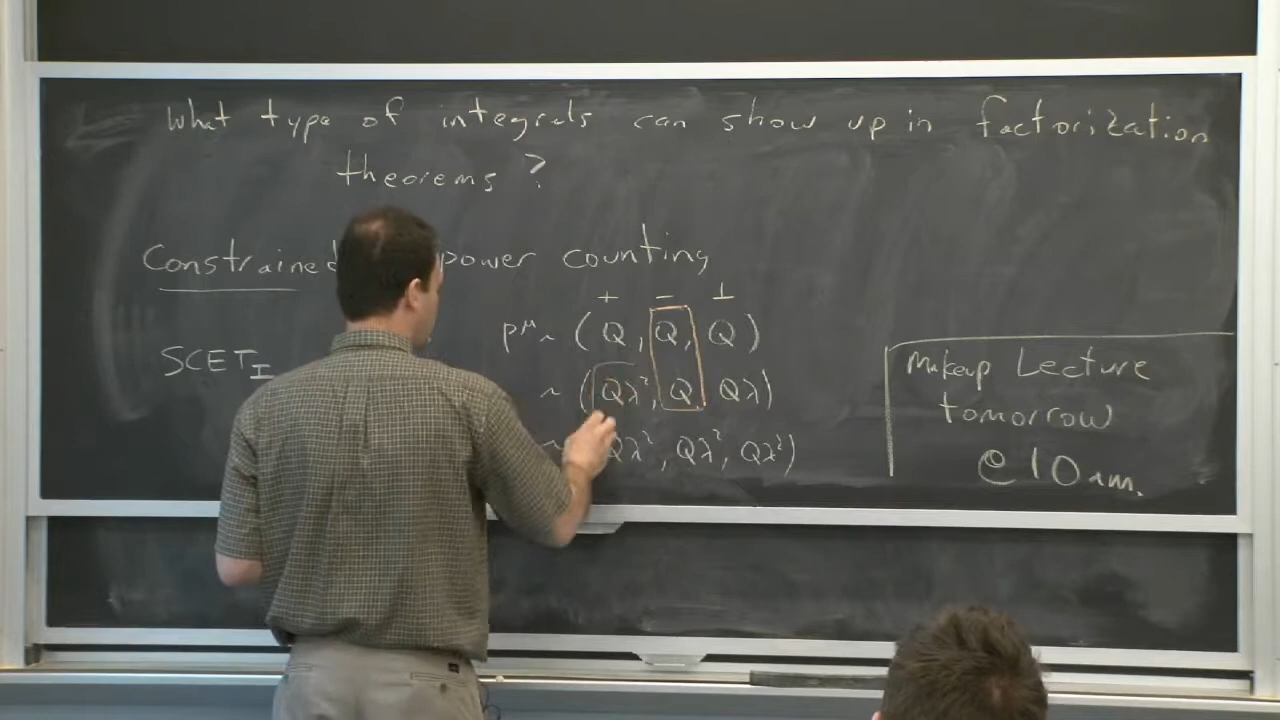 What type of integrals can show up in factorization
theorems ?
Constrained power counting
+ - ⊥
p^μ ~ (Q, Q, Q)
SCET_I ~ (Qλ², Q, Qλ)
Qλ², Qλ², Qλ²)
Makeup Lecture
tomorrow
@ 10 am.